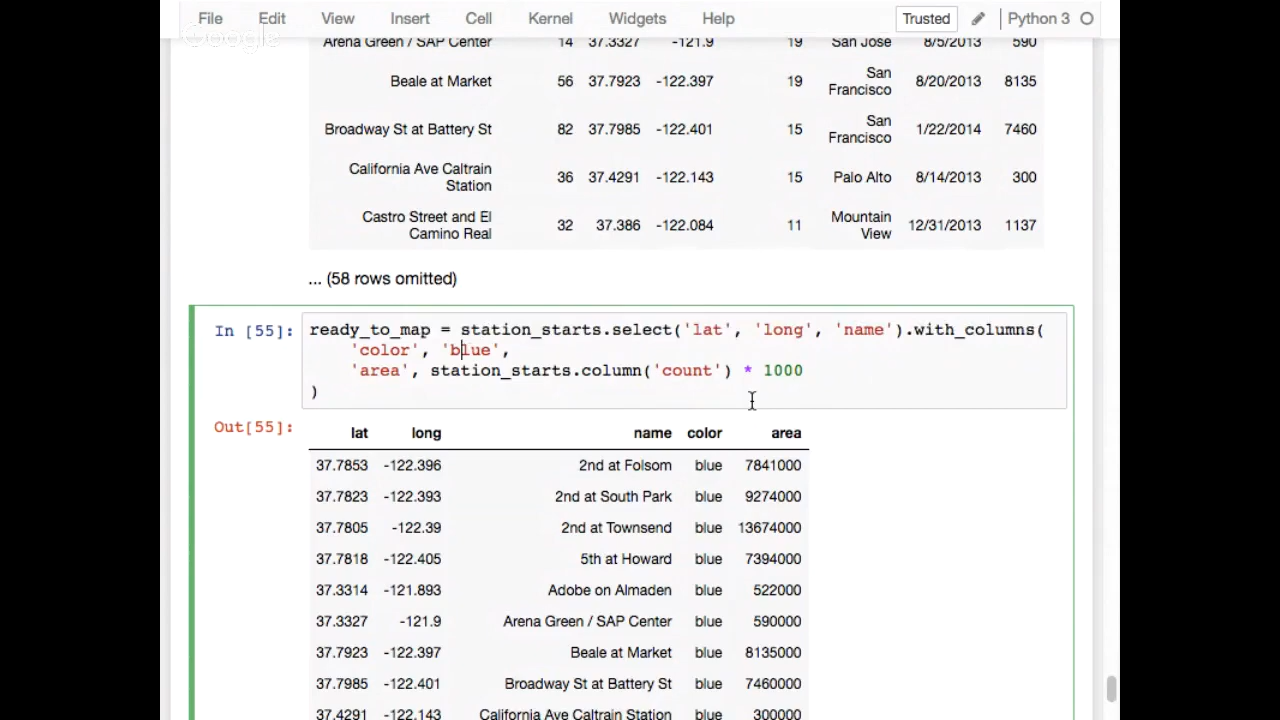 File Edit View Insert Cell Kernel Widgets Help Trusted Python 3
Google
Arena Green / SAP Center 14 37.3327 -121.9 19 San Jose 8/5/2013 590
Beale at Market 56 37.7923 -122.397 19 San Francisco 8/20/2013 8135
Broadway St at Battery St 82 37.7985 -122.401 15 San Francisco 1/22/2014 7460
California Ave Caltrain Station 36 37.4291 -122.143 15 Palo Alto 8/14/2013 300
Castro Street and El Camino Real 32 37.386 -122.084 11 Mountain View 12/31/2013 1137
... (58 rows omitted)
In [55]: ready_to_map = station_starts.select('lat', 'long', 'name').with_columns(
'color', 'blue',
'area', station_starts.column('count') * 1000
)
Out[55]:
lat long name color area
37.7853 -122.396 2nd at Folsom blue 7841000
37.7823 -122.393 2nd at South Park blue 9274000
37.7805 -122.39 2nd at Townsend blue 13674000
37.7818 -122.405 5th at Howard blue 7394000
37.3314 -121.893 Adobe on Almaden blue 522000
37.3327 -121.9 Arena Green / SAP Center blue 590000
37.7923 -122.397 Beale at Market blue 8135000
37.7985 -122.401 Broadway St at Battery St blue 7460000
37.4291 -122.143 California Ave Caltrain Station blue 300000